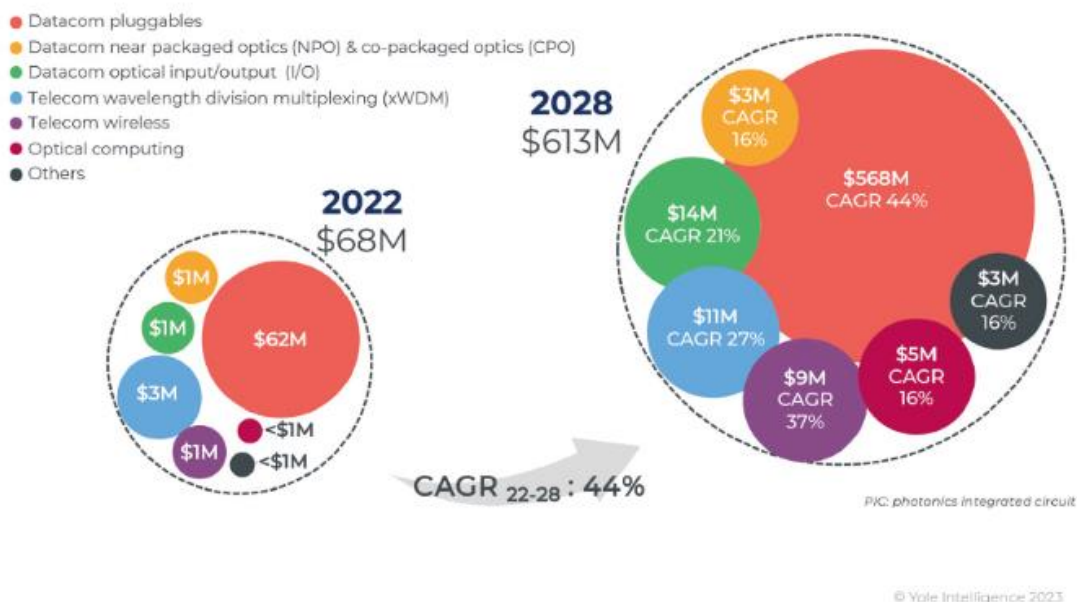 Datacom pluggables
Datacom near packaged optics (NPO) & co-packaged optics (CPO)
Datacom optical input/output (I/O)
Telecom wavelength division multiplexing (xWDM)
Telecom wireless
Optical computing
Others
2022
$68M
$1M
$1M
$62M
$3M
<$1M
$1M
<$1M
2028
$613M
$3M
CAGR
16%
$568M
CAGR 44%
$14M
CAGR 21%
$3M
CAGR
16%
$11M
CAGR 27%
$5M
CAGR
16%
$9M
CAGR
37%
CAGR 22-28 : 44%
PIC: photonics integrated circuit
© Yole Intelligence 2023